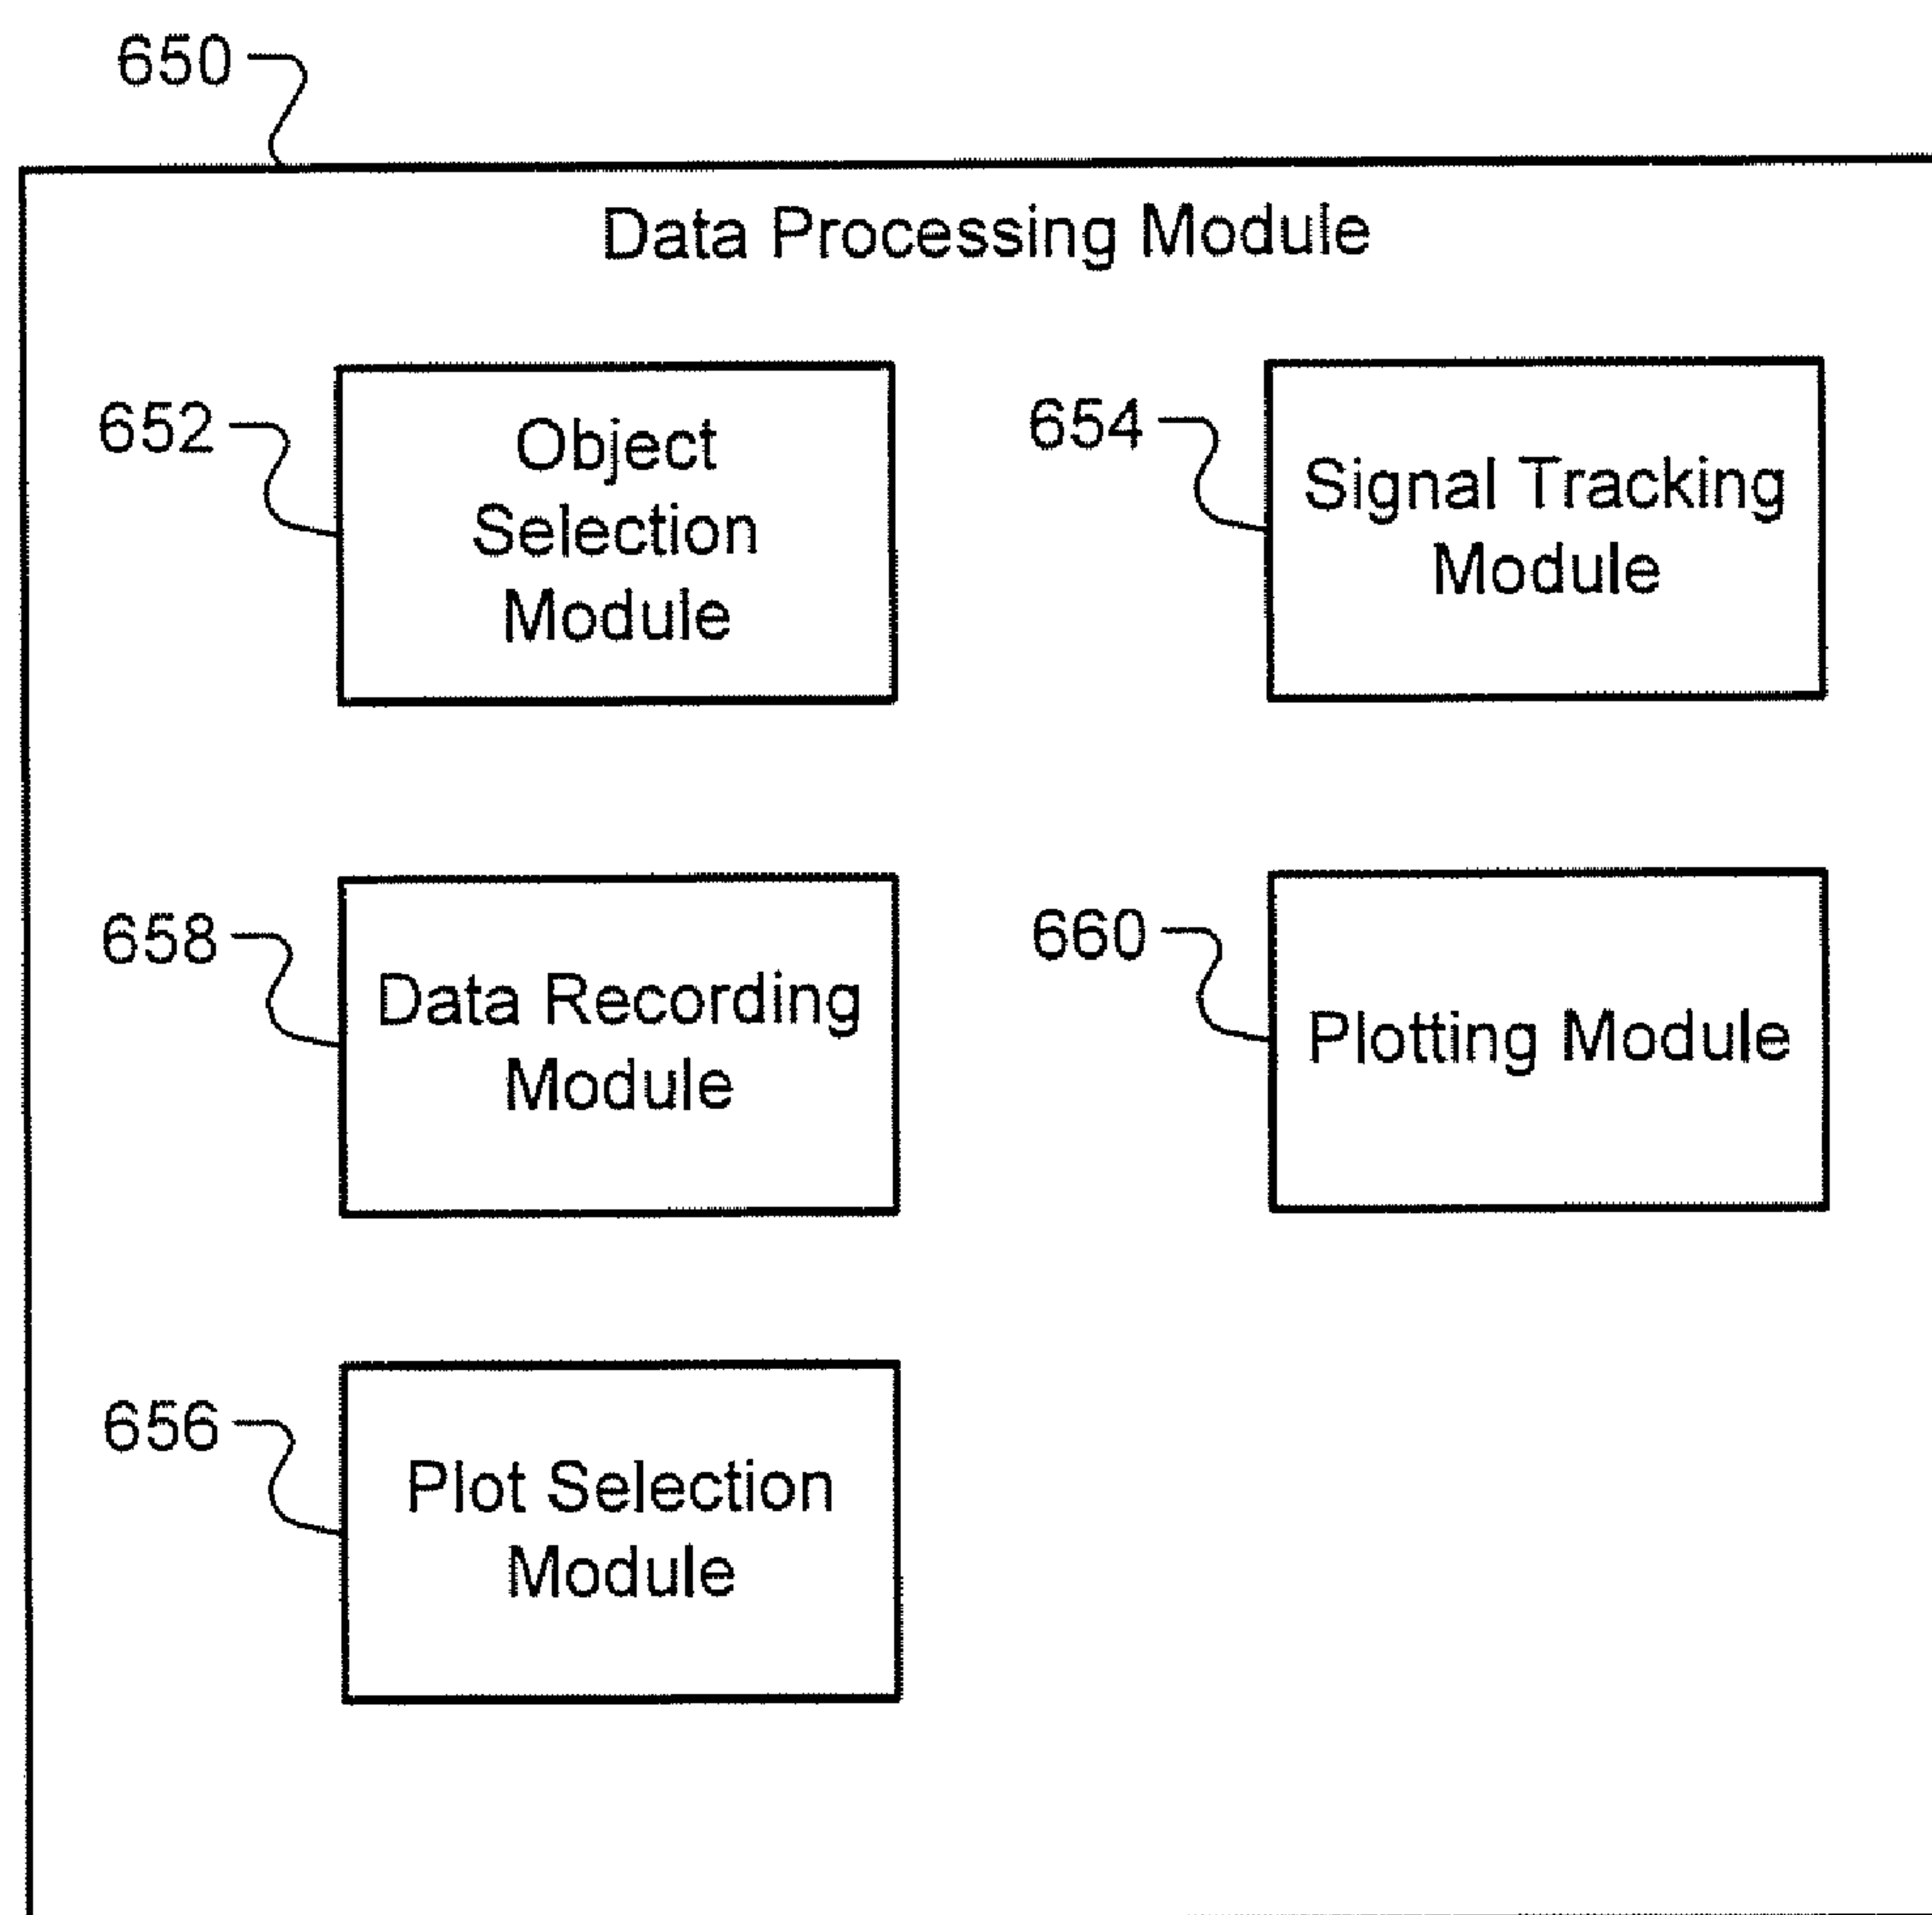 650
Data Processing Module
652
Object
Selection
Module
654
Signal Tracking
Module
658
Data Recording
Module
660
Plotting Module
656
Plot Selection
Module